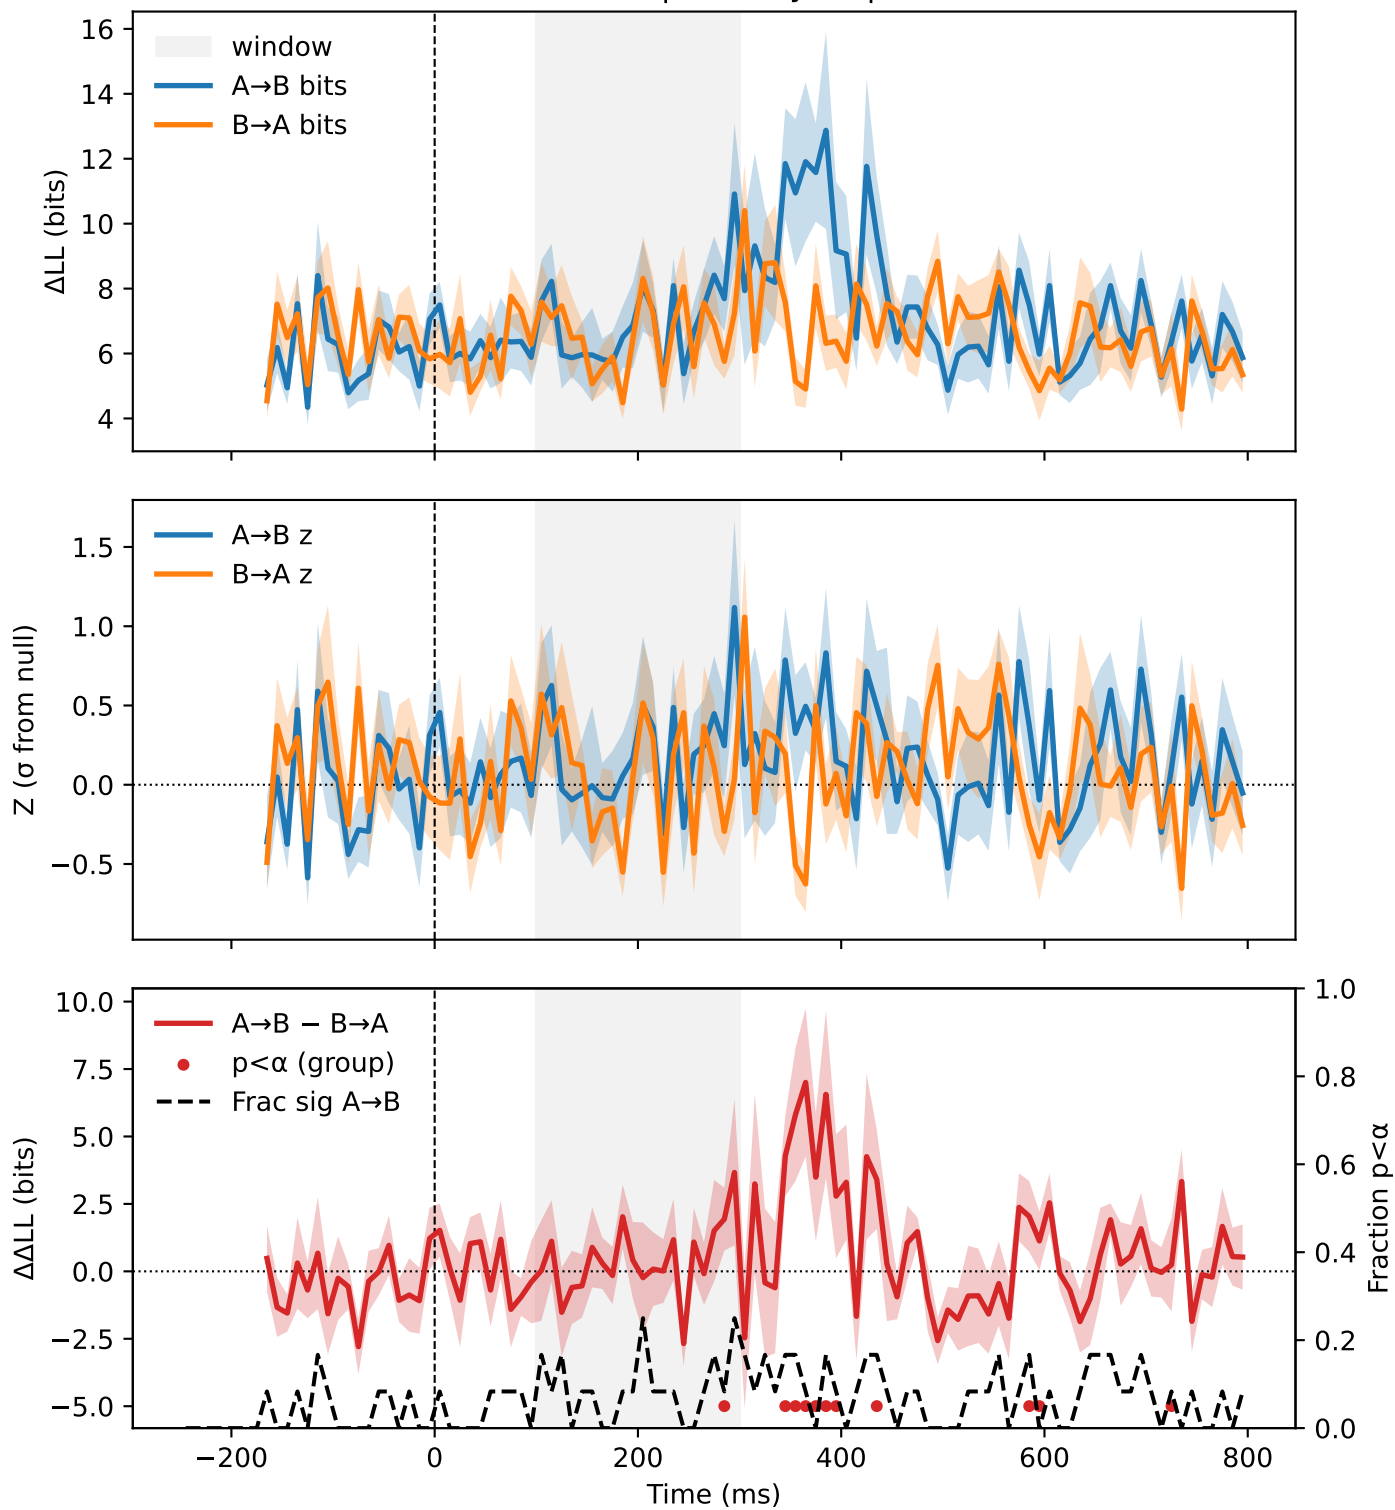 16
14
12
10
8
6
4
ΔLL (bits)
window
A→B bits
B→A bits
1.5
1.0
0.5
0.0
−0.5
Z (σ from null)
A→B z
B→A z
10.0
7.5
5.0
2.5
0.0
−2.5
−5.0
ΔΔLL (bits)
A→B − B→A
p<α (group)
Frac sig A→B
1.0
0.8
0.6
0.4
0.2
0.0
Fraction p<α
−200
0
200
400
600
800
Time (ms)